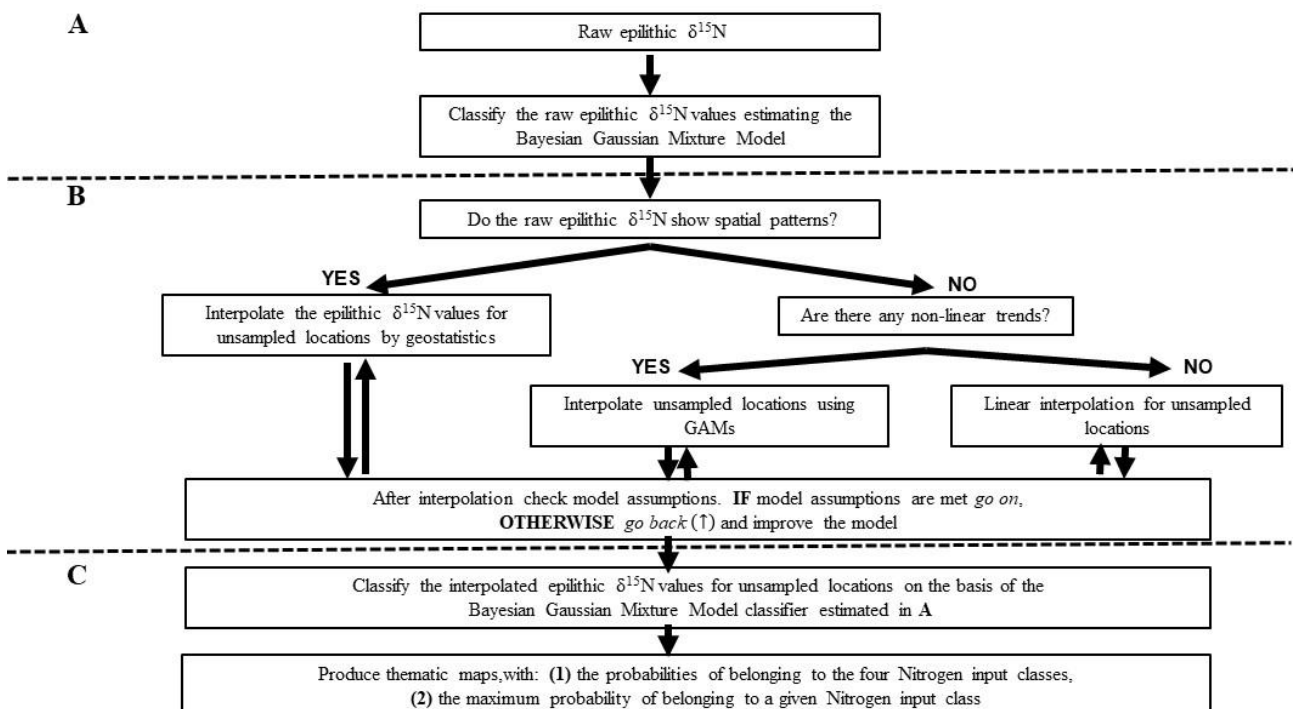 A
Raw epilithic δ¹⁵N
Classify the raw epilithic δ¹⁵N values estimating the
Bayesian Gaussian Mixture Model
B
Do the raw epilithic δ¹⁵N show spatial patterns?
YES
NO
Interpolate the epilithic δ¹⁵N values for
unsampled locations by geostatistics
Are there any non-linear trends?
YES
NO
Interpolate unsampled locations using
GAMs
Linear interpolation for unsampled
locations
After interpolation check model assumptions. IF model assumptions are met go on,
OTHERWISE go back (↑) and improve the model
C
Classify the interpolated epilithic δ¹⁵N values for unsampled locations on the basis of the
Bayesian Gaussian Mixture Model classifier estimated in A
Produce thematic maps,with: (1) the probabilities of belonging to the four Nitrogen input classes,
(2) the maximum probability of belonging to a given Nitrogen input class